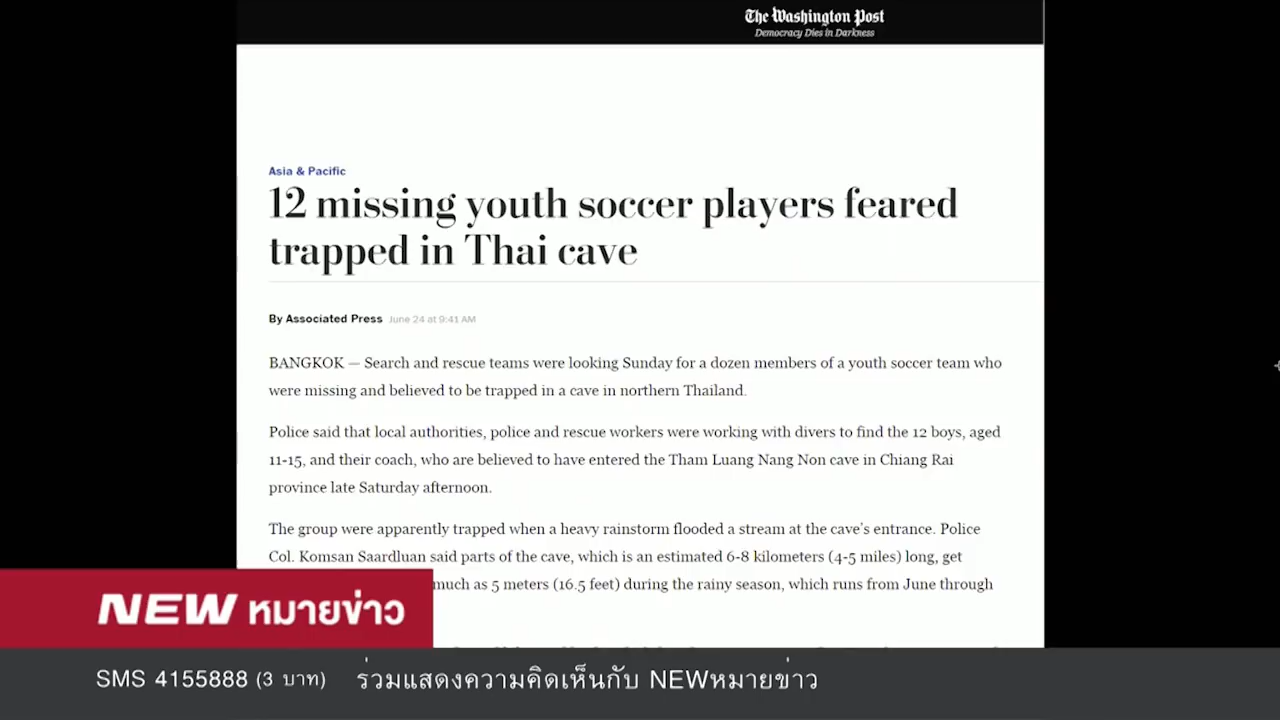 The Washington Post
Democracy Dies in Darkness
Asia & Pacific
12 missing youth soccer players feared
trapped in Thai cave
By Associated Press June 24 at 9:41 AM
BANGKOK — Search and rescue teams were looking Sunday for a dozen members of a youth soccer team who
were missing and believed to be trapped in a cave in northern Thailand.
Police said that local authorities, police and rescue workers were working with divers to find the 12 boys, aged
11-15, and their coach, who are believed to have entered the Tham Luang Nang Non cave in Chiang Rai
province late Saturday afternoon.
The group were apparently trapped when a heavy rainstorm flooded a stream at the cave's entrance. Police
Col. Komsan Saardluan said parts of the cave, which is an estimated 6-8 kilometers (4-5 miles) long, get
much as 5 meters (16.5 feet) during the rainy season, which runs from June through
NEW หมายข่าว
SMS 4155888 (3 บาท) ร่วมแสดงความคิดเห็นกับ NEWหมายข่าว